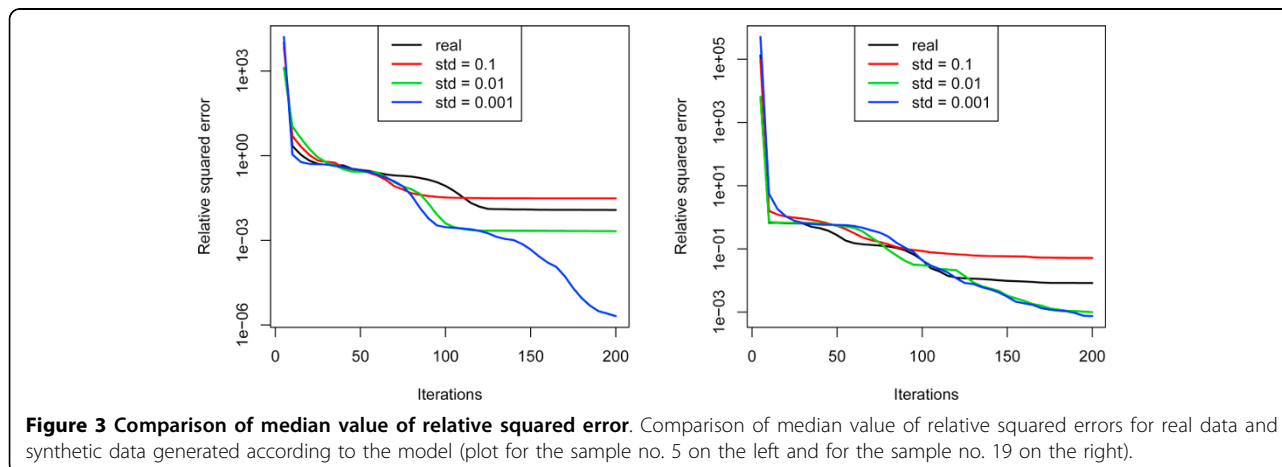 real
std = 0.1
std = 0.01
std = 0.001
Relative squared error
1e+03
1e+00
1e−03
1e−06
0
50
100
150
200
Iterations
real
std = 0.1
std = 0.01
std = 0.001
Relative squared error
1e+05
1e+03
1e+01
1e−01
1e−03
0
50
100
150
200
Iterations
Figure 3 Comparison of median value of relative squared error. Comparison of median value of relative squared errors for real data and
synthetic data generated according to the model (plot for the sample no. 5 on the left and for the sample no. 19 on the right).